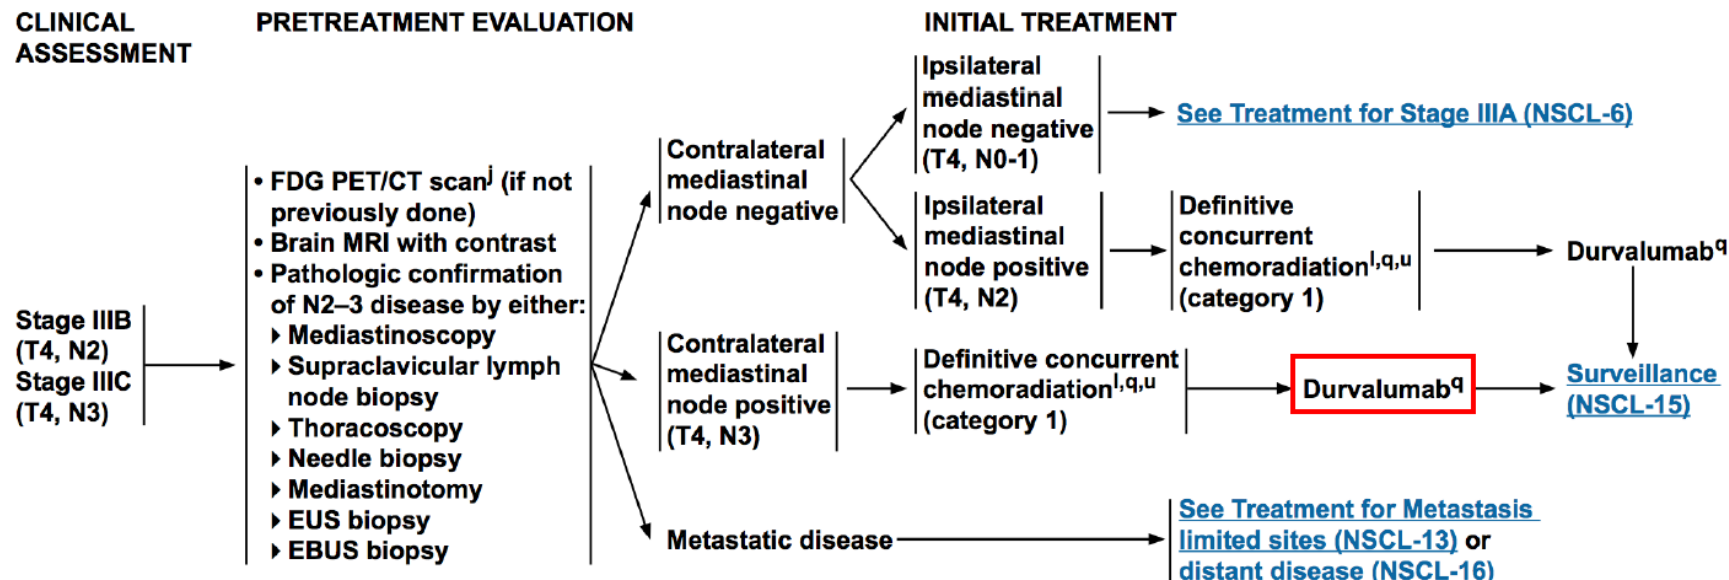 CLINICAL
ASSESSMENT
PRETREATMENT EVALUATION
INITIAL TREATMENT
Stage IIIB
(T4, N2)
Stage IIIC
(T4, N3)
• FDG PET/CT scanʲ (if not
previously done)
• Brain MRI with contrast
• Pathologic confirmation
of N2–3 disease by either:
▸ Mediastinoscopy
▸ Supraclavicular lymph
node biopsy
▸ Thoracoscopy
▸ Needle biopsy
▸ Mediastinotomy
▸ EUS biopsy
▸ EBUS biopsy
Contralateral
mediastinal
node negative
Ipsilateral
mediastinal
node negative
(T4, N0-1)
See Treatment for Stage IIIA (NSCL-6)
Ipsilateral
mediastinal
node positive
(T4, N2)
Definitive
concurrent
chemoradiationl,q,u
(category 1)
Durvalumabq
Contralateral
mediastinal
node positive
(T4, N3)
Definitive concurrent
chemoradiationl,q,u
(category 1)
Durvalumabq
Surveillance
(NSCL-15)
Metastatic disease
See Treatment for Metastasis
limited sites (NSCL-13) or
distant disease (NSCL-16)